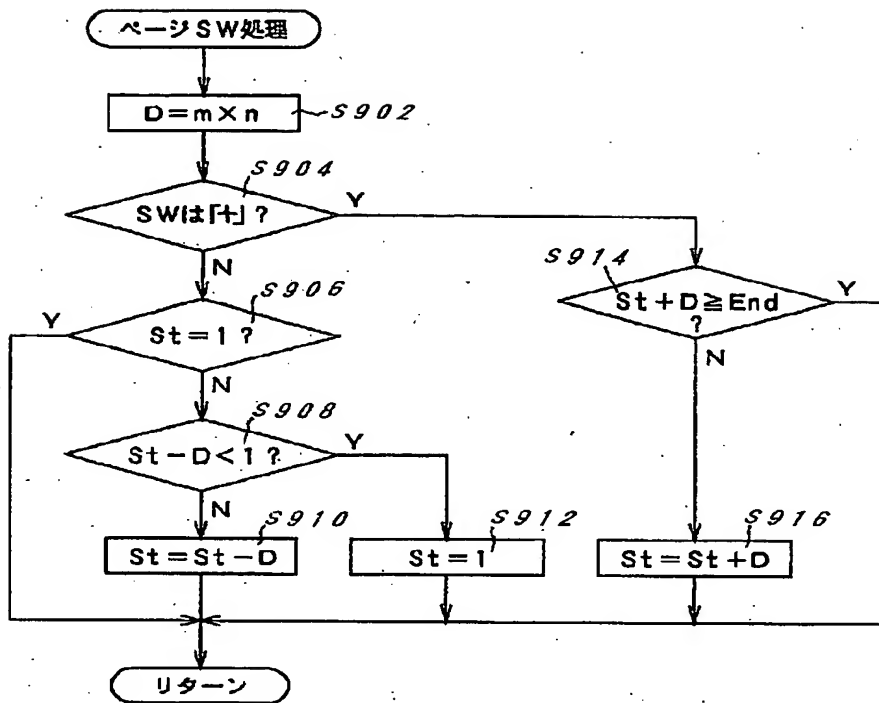 ページSW処理
D=m×n
S902
S904
SWは「+」?
Y
N
S906
St=1?
Y
N
S908
St-D<1?
Y
N
S910
St=St-D
S912
St=1
S914
St+D≧End
?
Y
N
S916
St=St+D
リターン